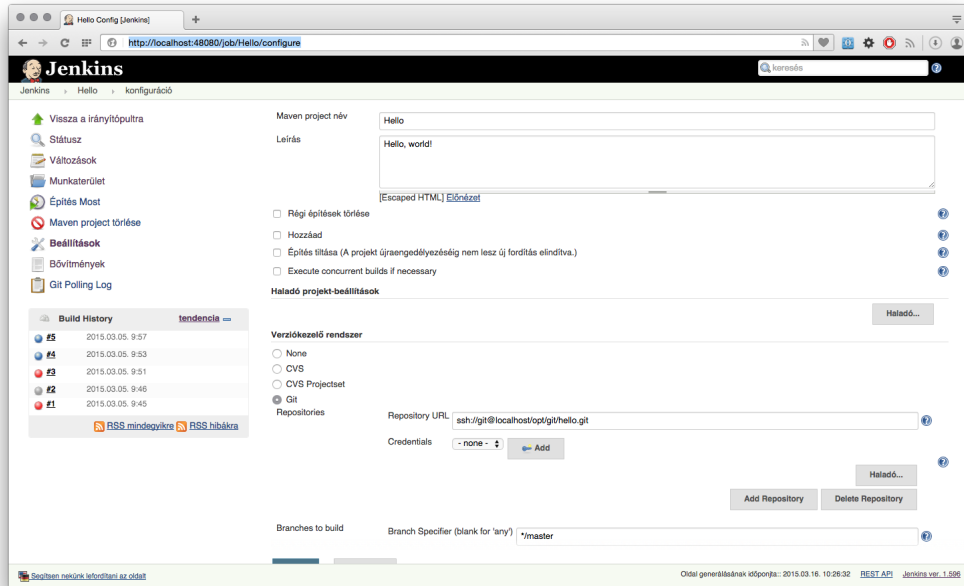 Hello Config [Jenkins]
http://localhost:48080/job/Hello/configure
Jenkins
keresés
Jenkins Hello konfiguráció
Vissza a irányítópultra
Státusz
Változások
Munkaterület
Építés Most
Maven project törlése
Beállítások
Bővítmények
Git Polling Log
Build History tendencia
#5 2015.03.05. 9:57
#4 2015.03.05. 9:53
#3 2015.03.05. 9:51
#2 2015.03.05. 9:46
#1 2015.03.05. 9:45
RSS mindegyikre RSS hibákra
Maven project név Hello
Leírás Hello, world!
[Escaped HTML] Előnézet
Régi építések törlése
Hozzáad
Építés tiltása (A projekt újraengedélyezéséig nem lesz új fordítás elindítva.)
Execute concurrent builds if necessary
Haladó projekt-beállítások
Haladó...
Verziókezelő rendszer
None
CVS
CVS Projectset
Git
Repositories
Repository URL ssh://git@localhost/opt/git/hello.git
Credentials - none - Add
Haladó...
Add Repository Delete Repository
Branches to build
Branch Specifier (blank for 'any') */master
Segítsen nekünk lefordítani az oldalt
Oldal generálásának időpontja:: 2015.03.16. 10:26:32 REST API Jenkins ver. 1.596